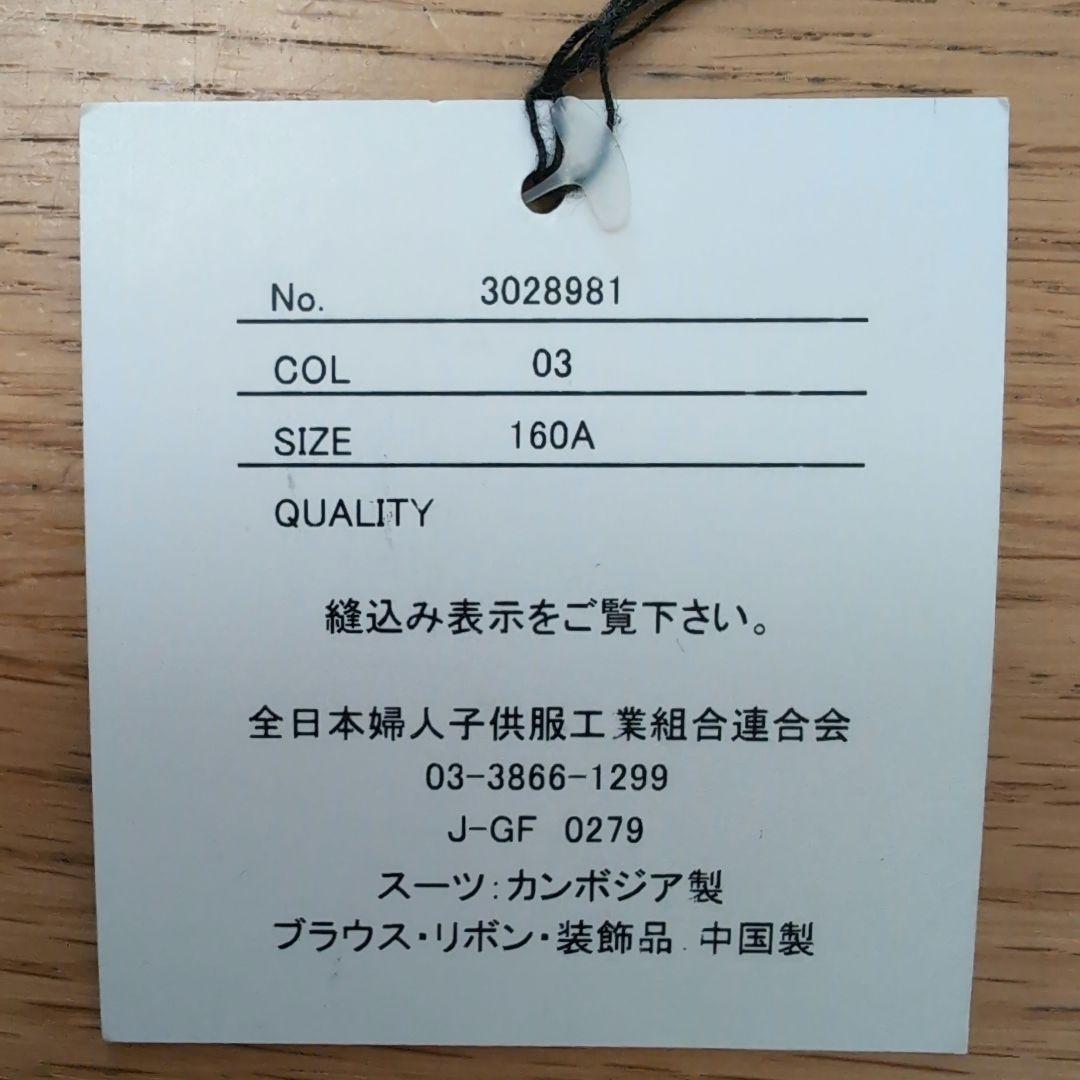 No. 3028981
COL 03
SIZE 160A
QUALITY
縫込み表示をご覧下さい。
全日本婦人子供服工業組合連合会
03-3866-1299
J-GF 0279
スーツ:カンボジア製
ブラウス・リボン・装飾品:中国製